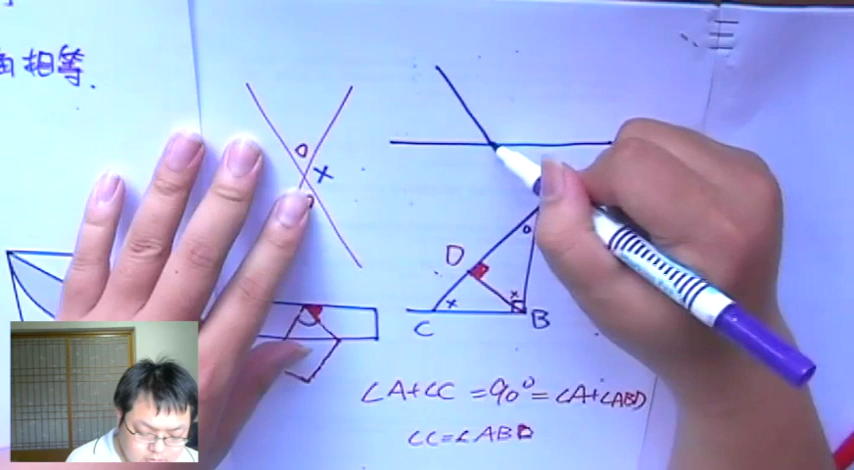 角相等.
O
X
O
D
O
X
X
C
B
∠A+∠C =90°=∠A+∠ABD
∠C=∠ABD